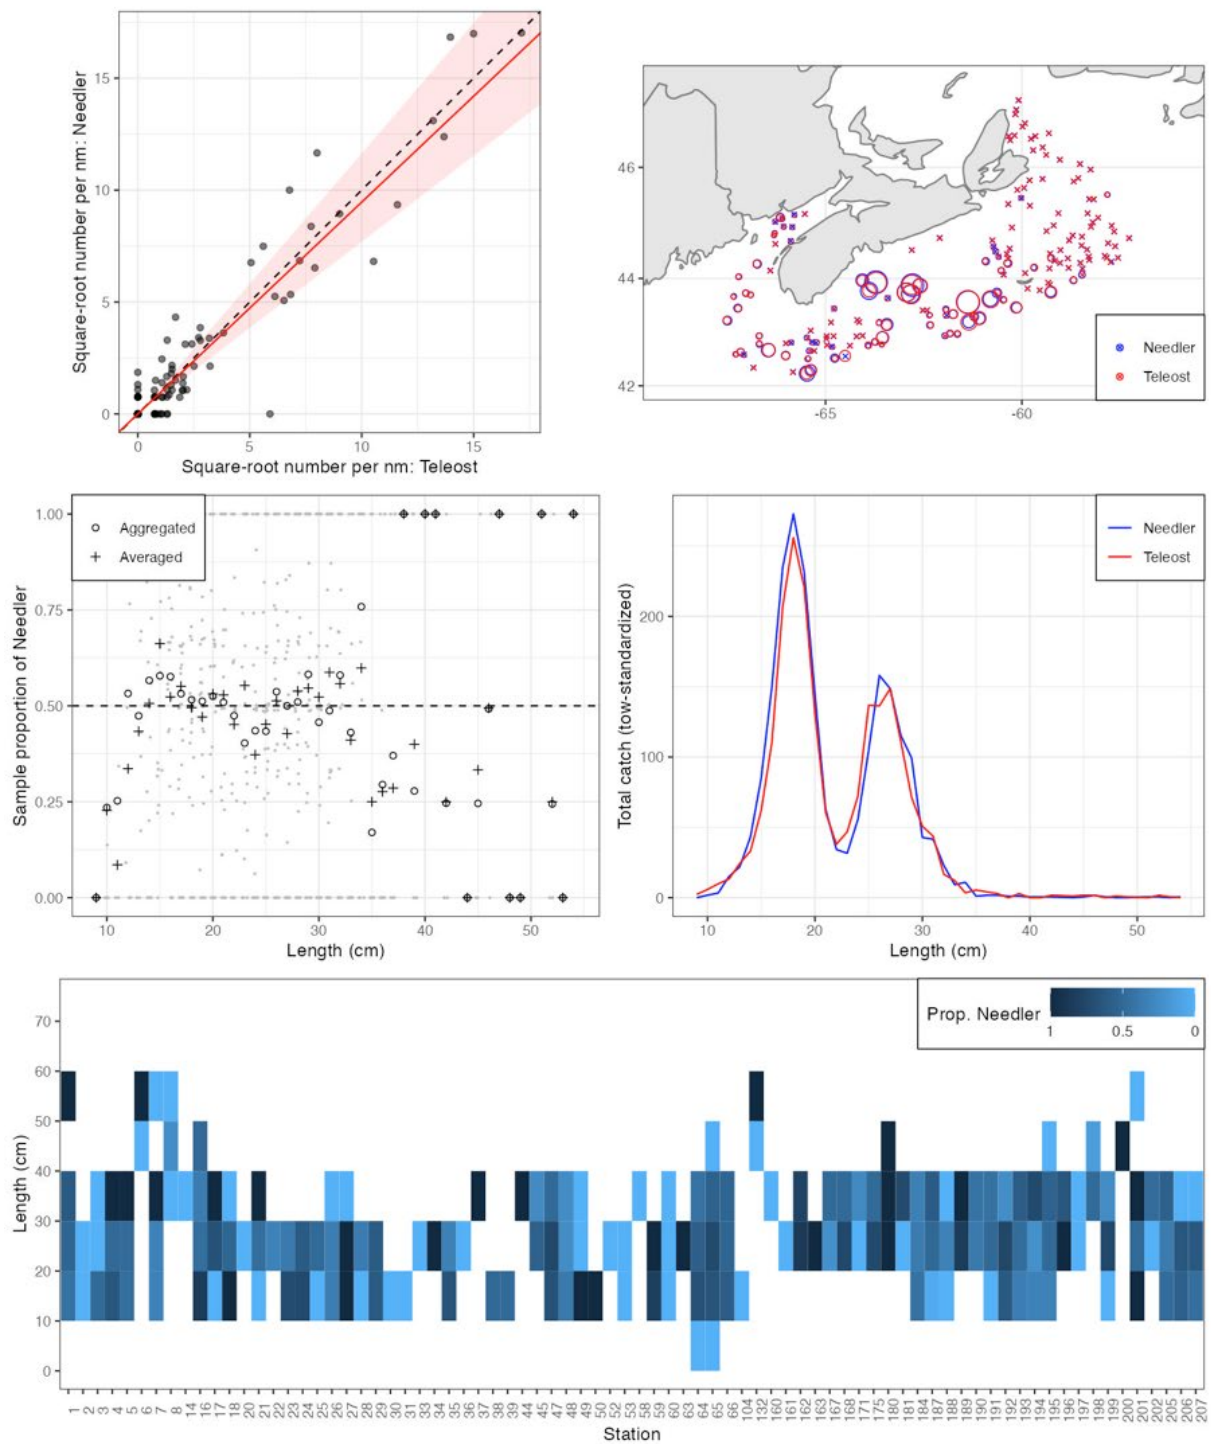 Square-root number per nm: Needler
15
10
5
0
0 5 10 15
Square-root number per nm: Teleost
46
44
42
-65 -60
Needler
Teleost
Sample proportion of Needler
1.00
0.75
0.50
0.25
0.00
Aggregated
Averaged
10 20 30 40 50
Length (cm)
Total catch (tow-standardized)
200
100
0
Needler
Teleost
10 20 30 40 50
Length (cm)
Prop. Needler
1 0.5 0
Length (cm)
70
60
50
40
30
20
10
0
1 2 3 4 5 6 7 8 14 16 17 18 20 21 22 23 24 25 26 27 28 29 30 31 33 34 35 36 37 38 39 44 45 47 48 49 50 52 53 58 59 60 63 64 65 66 104 132 160 161 162 163 167 168 171 175 180 181 184 187 189 190 191 192 193 194 195 196 197 198 199 200 201 202 205 206 207
Station